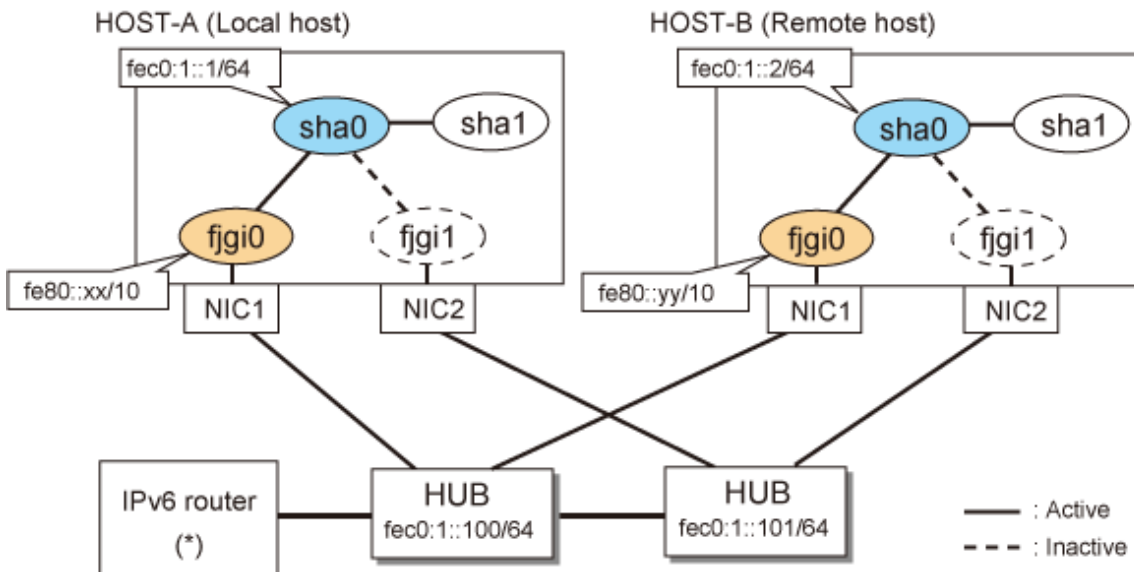 HOST-A (Local host)
HOST-B (Remote host)
fec0:1::1/64
fec0:1::2/64
sha0
sha1
sha0
sha1
fjgi0
fjgi1
fjgi0
fjgi1
fe80::xx/10
fe80::yy/10
NIC1
NIC2
NIC1
NIC2
IPv6 router
(*)
HUB
fec0:1::100/64
HUB
fec0:1::101/64
: Active
: Inactive